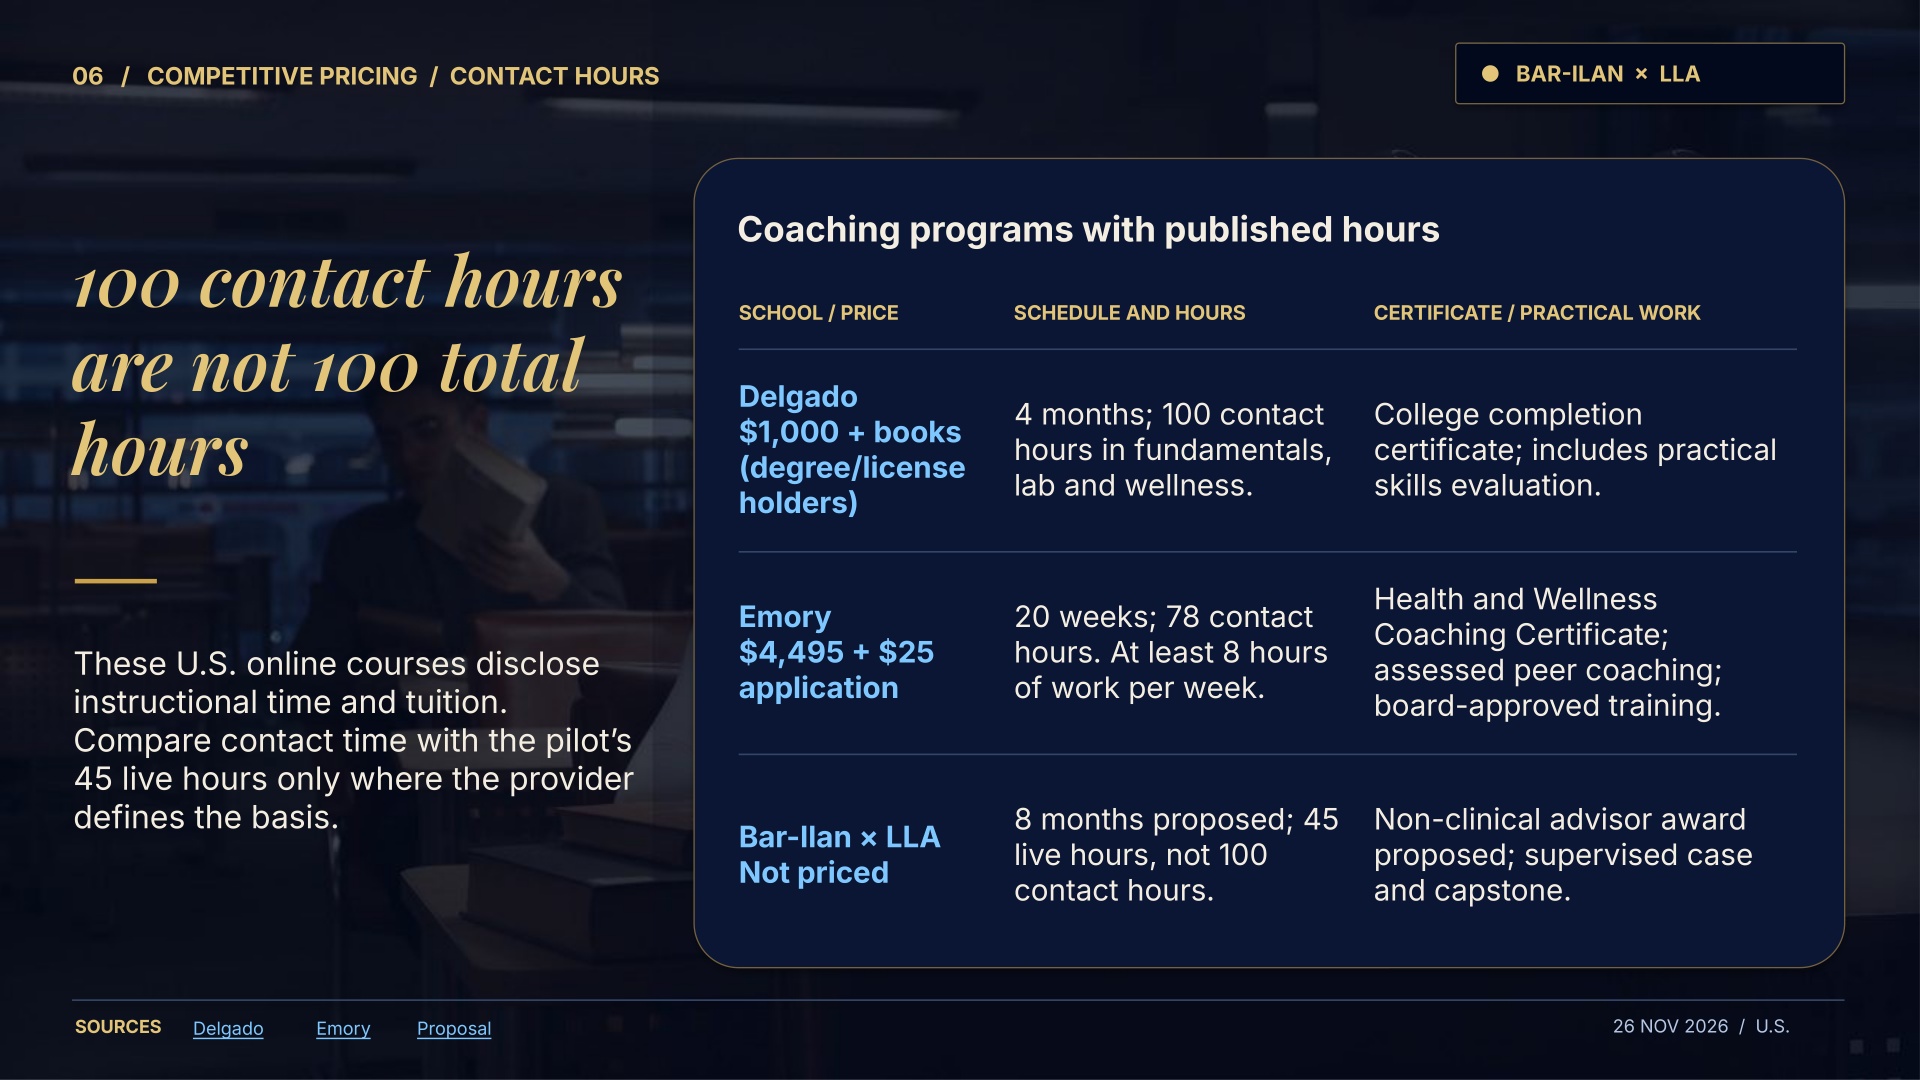 06 / COMPETITIVE PRICING / CONTACT HOURS
BAR-ILAN × LLA
100 contact hours
are not 100 total
hours
These U.S. online courses disclose
instructional time and tuition.
Compare contact time with the pilot’s
45 live hours only where the provider
defines the basis.
Coaching programs with published hours
SCHOOL / PRICE
SCHEDULE AND HOURS
CERTIFICATE / PRACTICAL WORK
Delgado
$1,000 + books
(degree/license
holders)
4 months; 100 contact
hours in fundamentals,
lab and wellness.
College completion
certificate; includes practical
skills evaluation.
Emory
$4,495 + $25
application
20 weeks; 78 contact
hours. At least 8 hours
of work per week.
Health and Wellness
Coaching Certificate;
assessed peer coaching;
board-approved training.
Bar-Ilan × LLA
Not priced
8 months proposed; 45
live hours, not 100
contact hours.
Non-clinical advisor award
proposed; supervised case
and capstone.
SOURCES Delgado Emory Proposal
26 NOV 2026 / U.S.